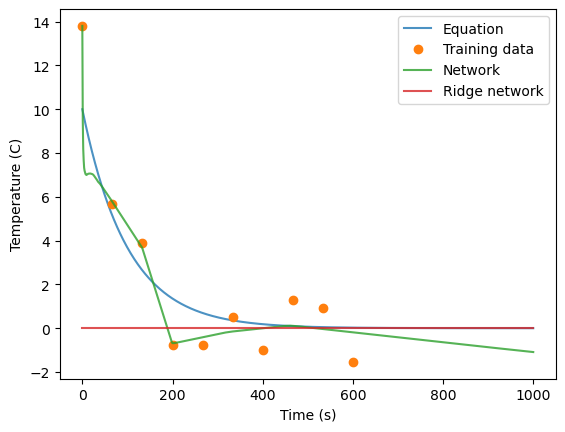 Equation
Training data
Network
Ridge network
14
12
10
8
6
4
2
0
−2
Temperature (C)
0
200
400
600
800
1000
Time (s)